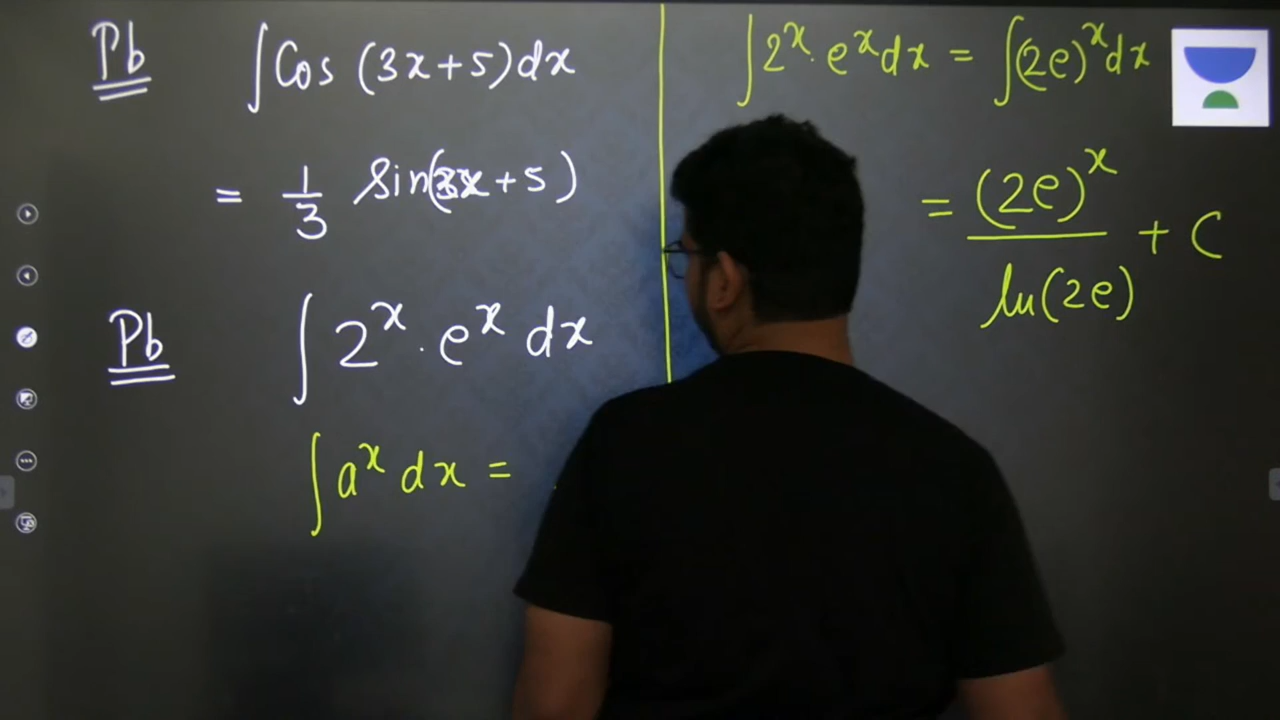 Pb ∫Cos (3x+5)dx
= 1/3 Sin(3x+5)
Pb ∫2^x . e^x dx
∫a^x dx =
∫2^x . e^x dx = ∫(2e)^x dx
= (2e)^x / ln(2e) + C